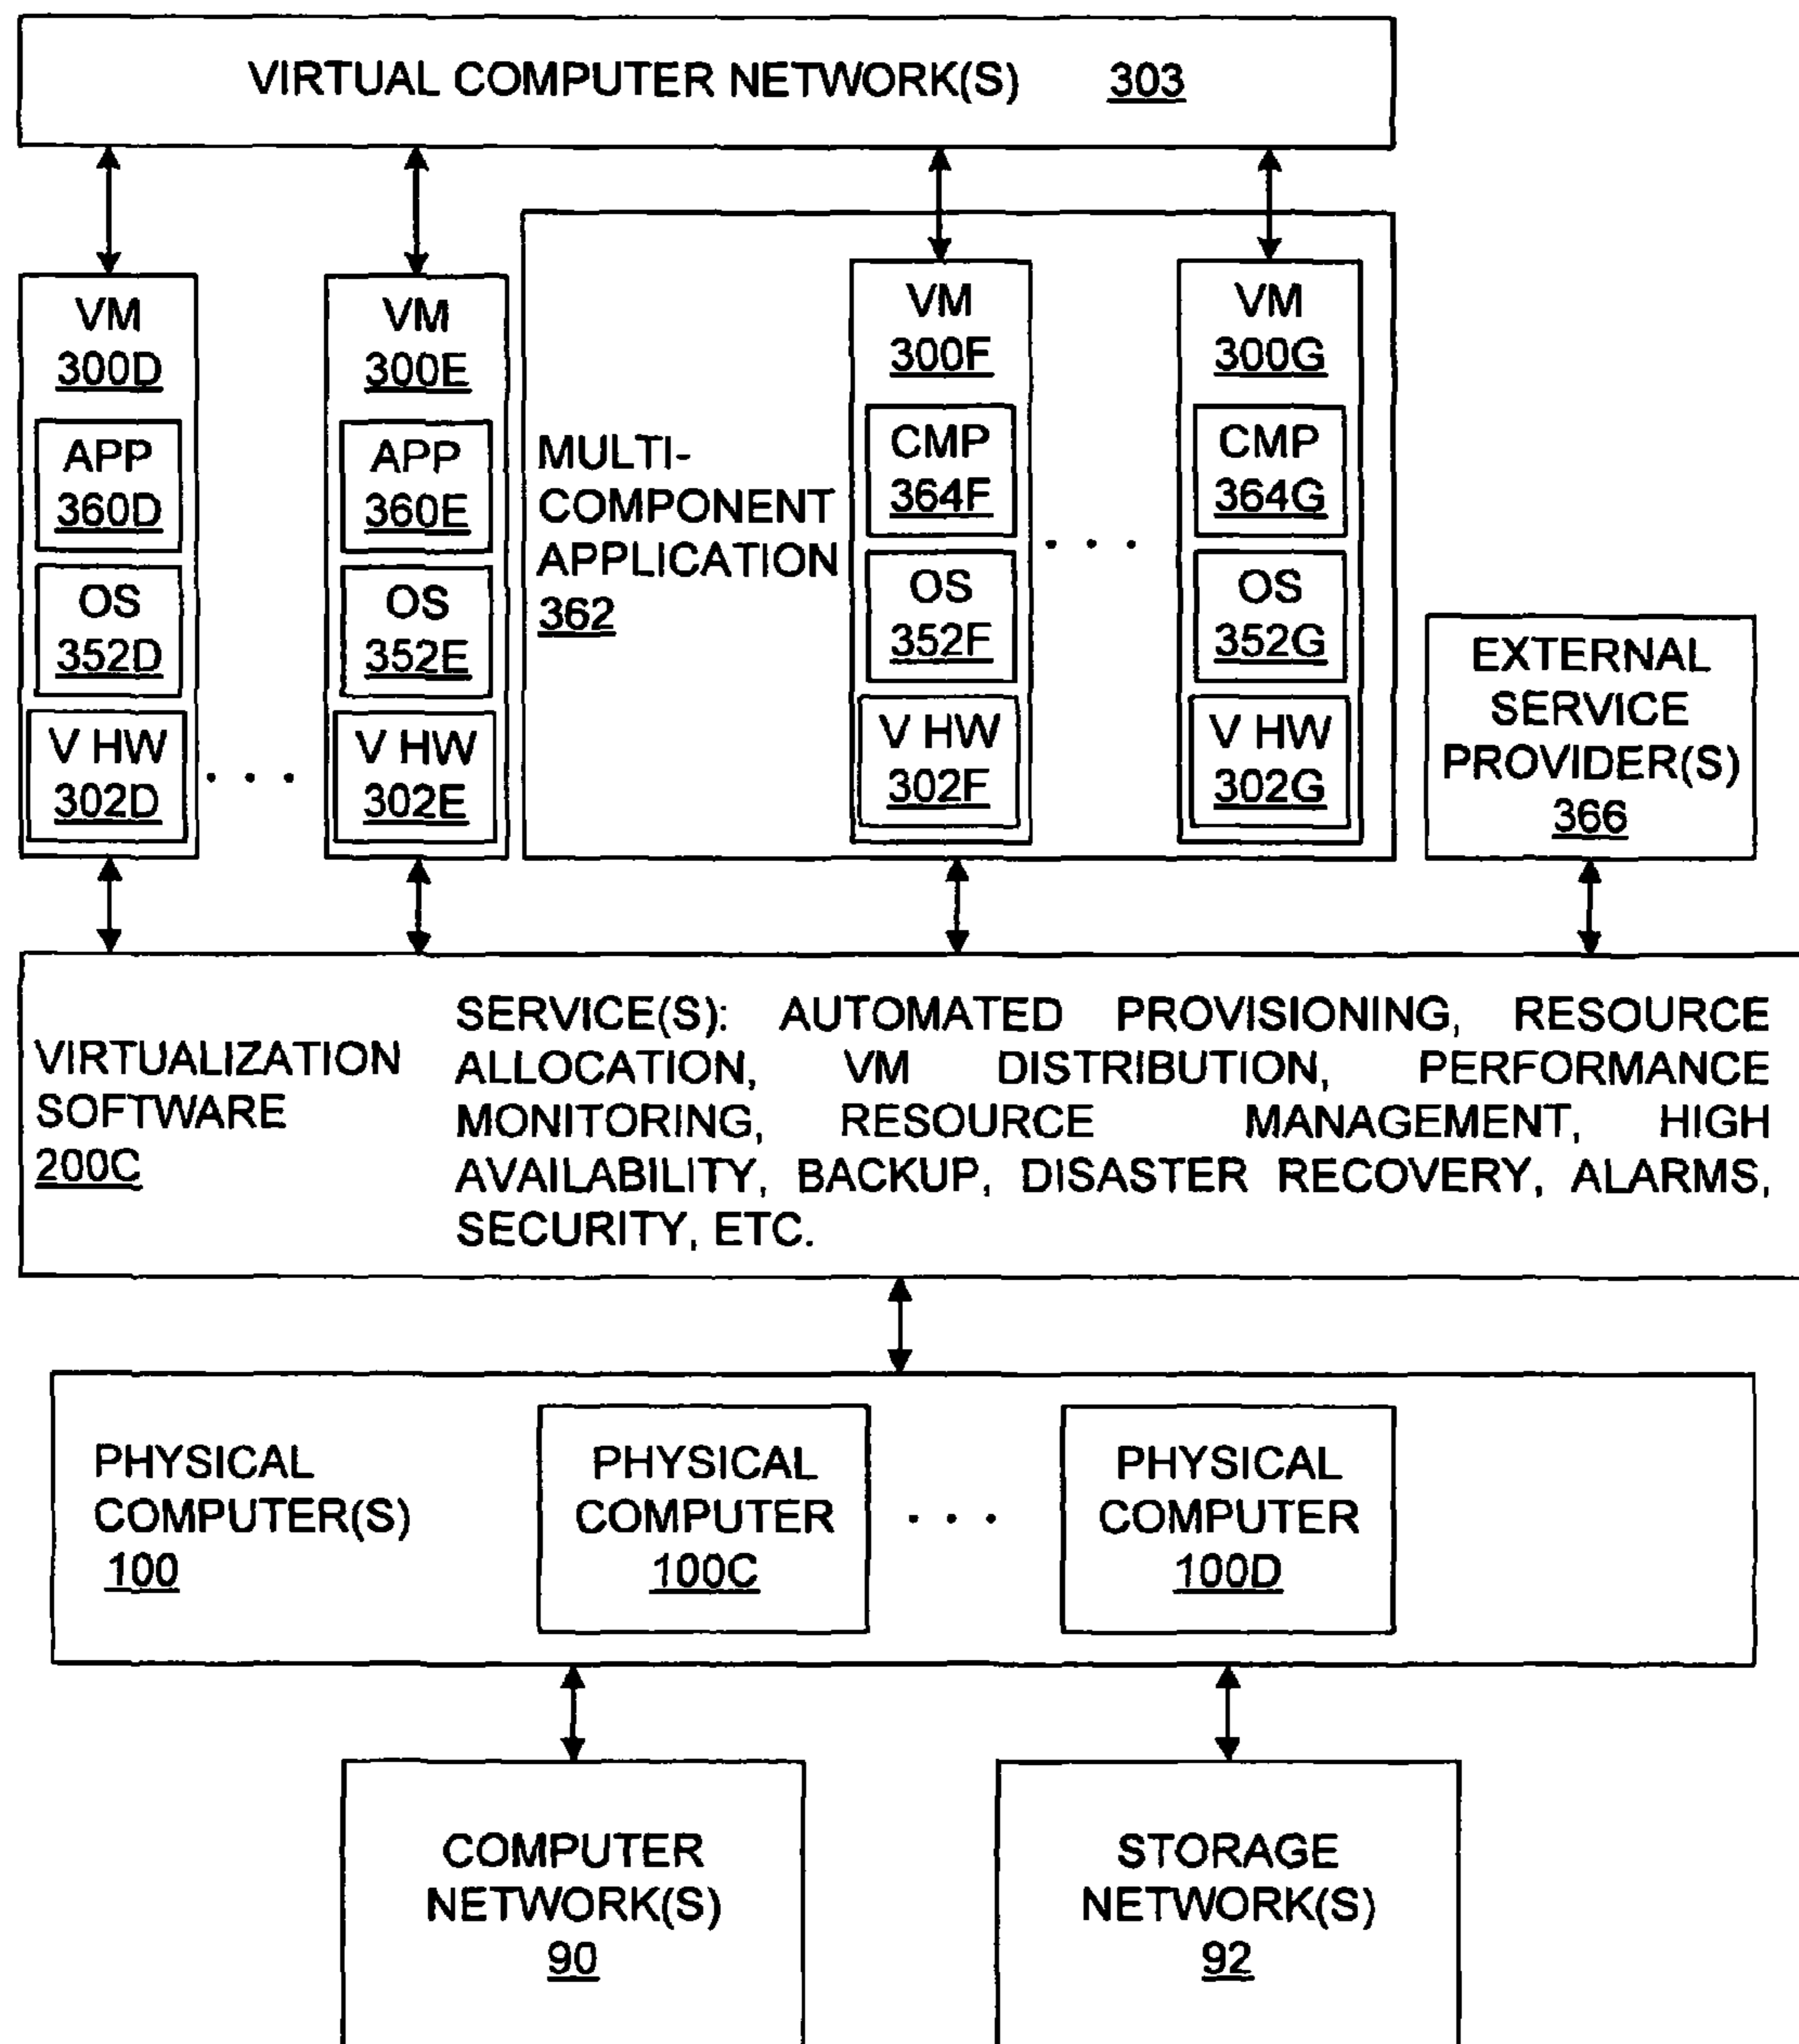 VIRTUAL COMPUTER NETWORK(S) 303
VM
300D
APP
360D
OS
352D
V HW
302D
. . .
VM
300E
APP
360E
OS
352E
V HW
302E
MULTI-
COMPONENT
APPLICATION
362
VM
300F
CMP
364F
OS
352F
V HW
302F
. . .
VM
300G
CMP
364G
OS
352G
V HW
302G
EXTERNAL
SERVICE
PROVIDER(S)
366
VIRTUALIZATION
SOFTWARE
200C
SERVICE(S): AUTOMATED PROVISIONING, RESOURCE
ALLOCATION, VM DISTRIBUTION, PERFORMANCE
MONITORING, RESOURCE MANAGEMENT, HIGH
AVAILABILITY, BACKUP, DISASTER RECOVERY, ALARMS,
SECURITY, ETC.
PHYSICAL
COMPUTER(S)
100
PHYSICAL
COMPUTER
100C
. . .
PHYSICAL
COMPUTER
100D
COMPUTER
NETWORK(S)
90
STORAGE
NETWORK(S)
92